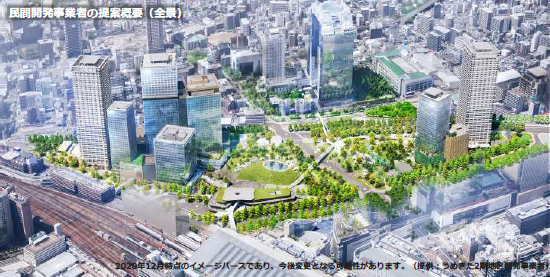 民間開発事業者の提案概要（全景）
2020年12月時点のイメージパースであり、今後変更となる可能性があります。（提供：うめきた2期地区開発事業者）